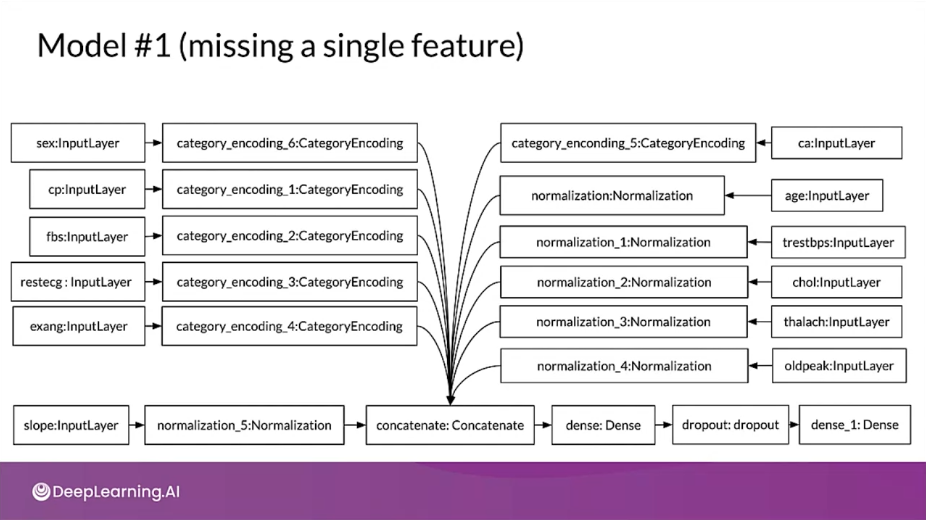 Model #1 (missing a single feature)
sex:InputLayer
category_encoding_6:CategoryEncoding
category_enconding_5:CategoryEncoding
ca:InputLayer
cp:InputLayer
category_encoding_1:CategoryEncoding
normalization:Normalization
age:InputLayer
fbs:InputLayer
category_encoding_2:CategoryEncoding
normalization_1:Normalization
trestbps:InputLayer
restecg : InputLayer
category_encoding_3:CategoryEncoding
normalization_2:Normalization
chol:InputLayer
exang:InputLayer
category_encoding_4:CategoryEncoding
normalization_3:Normalization
thalach:InputLayer
normalization_4:Normalization
oldpeak:InputLayer
slope:InputLayer
normalization_5:Normalization
concatenate: Concatenate
dense: Dense
dropout: dropout
dense_1: Dense
DeepLearning.AI